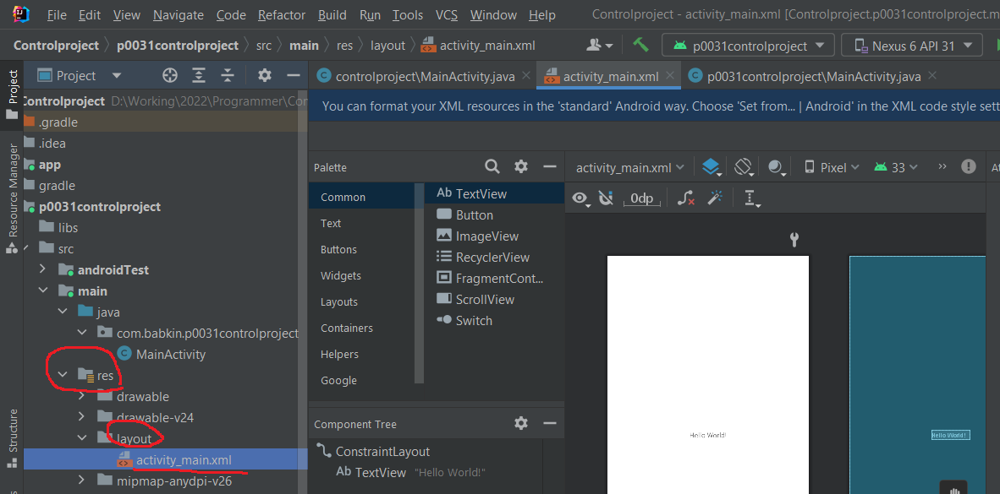 File Edit View Navigate Code Refactor Build Run Tools VCS Window Help Controlproject - activity_main.xml [Controlproject.p0031controlproject.m
Controlproject p0031controlproject src main res layout activity_main.xml p0031controlproject Nexus 6 API 31
Project
Project
controlproject\MainActivity.java activity_main.xml p0031controlproject\MainActivity.java
Controlproject D:\Working\2022\Programmer\Cor
You can format your XML resources in the 'standard' Android way. Choose 'Set from... | Android' in the XML code style sett
.gradle
.idea
app
gradle
p0031controlproject
libs
src
androidTest
main
java
com.babkin.p0031controlproject
MainActivity
res
drawable
drawable-v24
layout
activity_main.xml
mipmap-anydpi-v26
Resource Manager
Structure
Palette
Common
Text
Buttons
Widgets
Layouts
Containers
Helpers
Google
Ab TextView
Button
ImageView
RecyclerView
FragmentCont...
ScrollView
Switch
Component Tree
ConstraintLayout
Ab TextView "Hello World!"
activity_main.xml Pixel 33 At
0dp
Hello World!
Hello World!